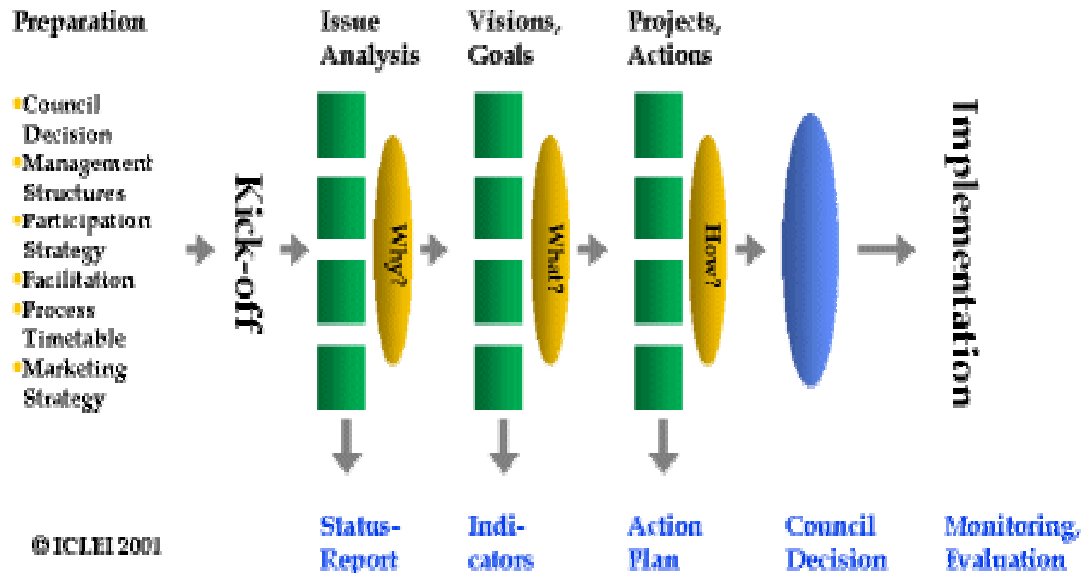 Preparation
Council
Decision
Management
Structures
Participation
Strategy
Facilitation
Process
Timetable
Marketing
Strategy
Kick-off
Issue
Analysis
Why?
Visions,
Goals
What?
Projects,
Actions
How?
Implementation
Status-
Report
Indi-
cators
Action
Plan
Council
Decision
Monitoring,
Evaluation
© ICLEI 2001